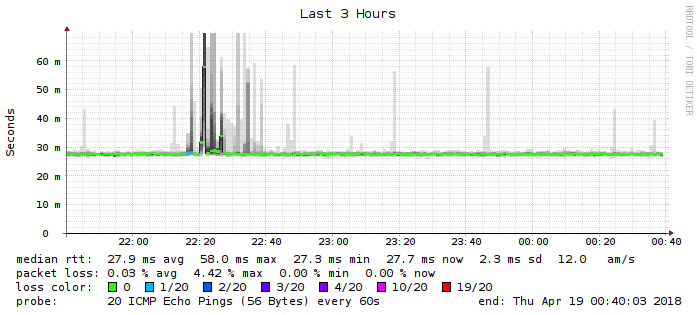 Last 3 Hours
RRDTOOL / TOBI OETIKER
Seconds
60 m
50 m
40 m
30 m
20 m
10 m
0
22:00 22:20 22:40 23:00 23:20 23:40 00:00 00:20 00:40
median rtt: 27.9 ms avg 58.0 ms max 27.3 ms min 27.7 ms now 2.3 ms sd 12.0 am/s
packet loss: 0.03 % avg 4.42 % max 0.00 % min 0.00 % now
loss color: 0 1/20 2/20 3/20 4/20 10/20 19/20
probe: 20 ICMP Echo Pings (56 Bytes) every 60s end: Thu Apr 19 00:40:03 2018